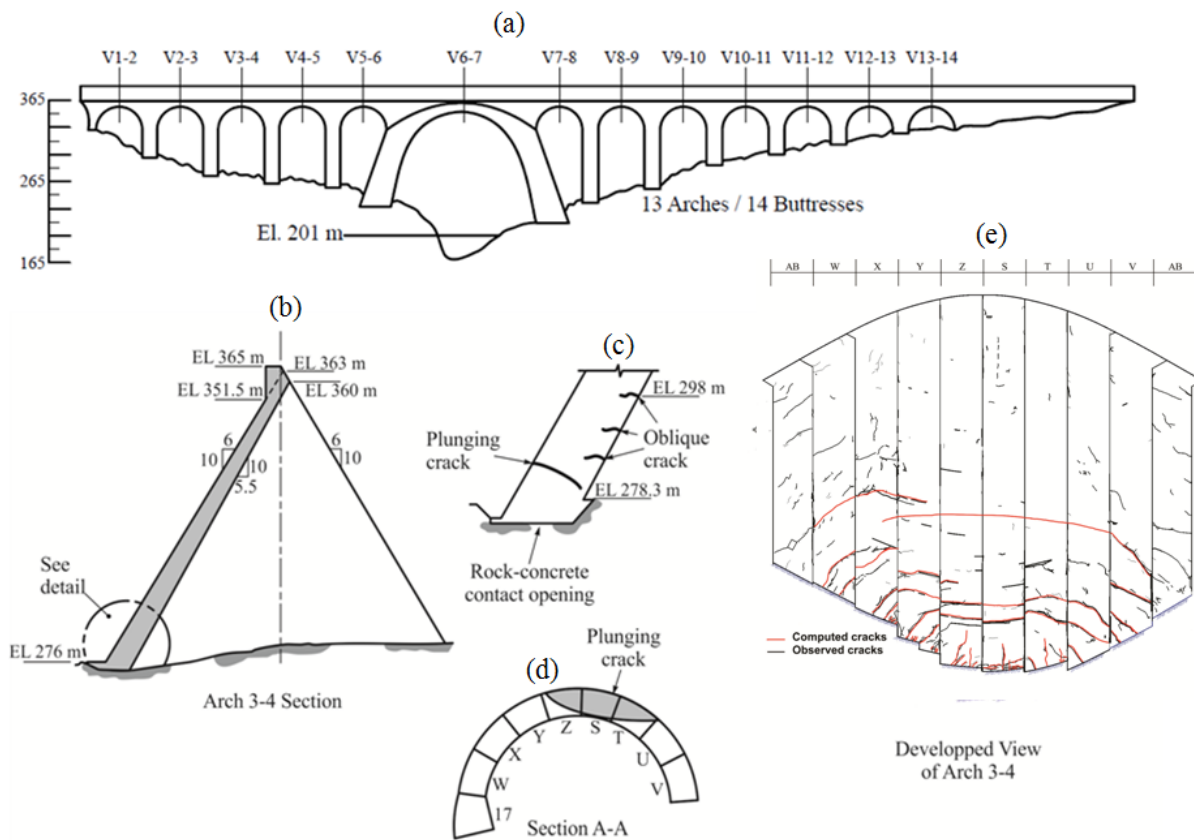 (a)
V1-2 V2-3 V3-4 V4-5 V5-6 V6-7 V7-8 V8-9 V9-10 V10-11 V11-12 V12-13 V13-14
365
265
165
El. 201 m
13 Arches / 14 Buttresses
(b)
EL 365 m
EL 363 m
EL 351.5 m
EL 360 m
6
10
10
5.5
6
10
See
detail
EL 276 m
Arch 3-4 Section
(c)
EL 298 m
Plunging
crack
Oblique
crack
EL 278.3 m
Rock-concrete
contact opening
(d)
Plunging
crack
17 W X Y Z S T U V
Section A-A
(e)
AB W X Y Z S T U V AB
Computed cracks
Observed cracks
Developped View
of Arch 3-4